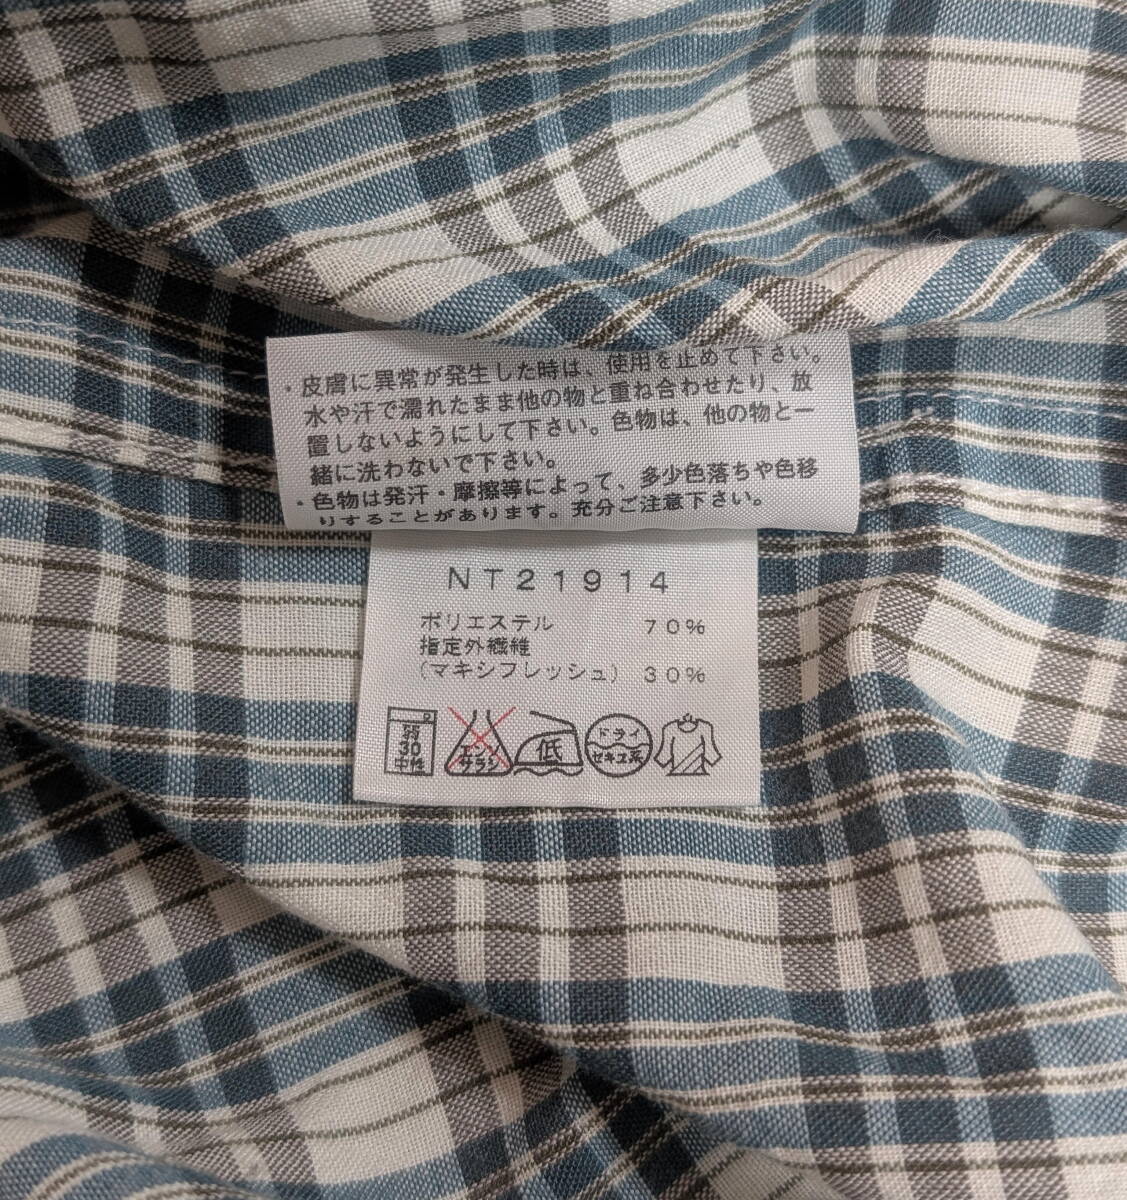 ・皮膚に異常が発生した時は、使用を止めて下さい。
水や汗で濡れたまま他の物と重ね合わせたり、放
置しないようにして下さい。色物は、他の物と一
緒に洗わないで下さい。
・色物は発汗・摩擦等によって、多少色落ちや色移
りすることがあります。充分ご注意下さい。
NT21914
ポリエステル 70%
指定外繊維
(マキシフレッシュ) 30%
弱
30
中性
エンソ
サラシ
低
ドライ
セキユ系